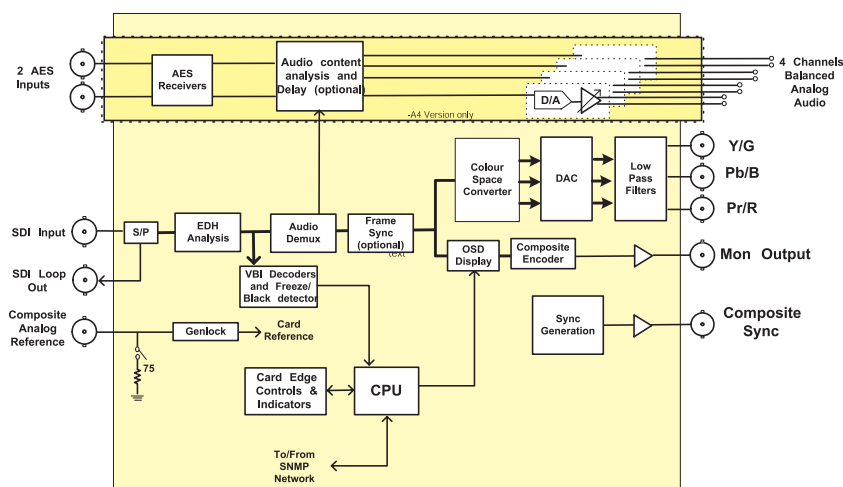 2 AES
Inputs
AES
Receivers
Audio content
analysis and
Delay (optional)
-A4 Version only
D/A
4 Channels
Balanced
Analog
Audio
Colour
Space
Converter
DAC
Low
Pass
Filters
Y/G
Pb/B
Pr/R
SDI Input
S/P
EDH
Analysis
Audio
Demux
Frame
Sync
(optional)
text
OSD
Display
Composite
Encoder
Mon Output
SDI Loop
Out
VBI Decoders
and Freeze/
Black detector
Composite
Analog
Reference
Genlock
Card
Reference
75
Sync
Generation
Composite
Sync
Card Edge
Controls &
Indicators
CPU
To/From
SNMP
Network